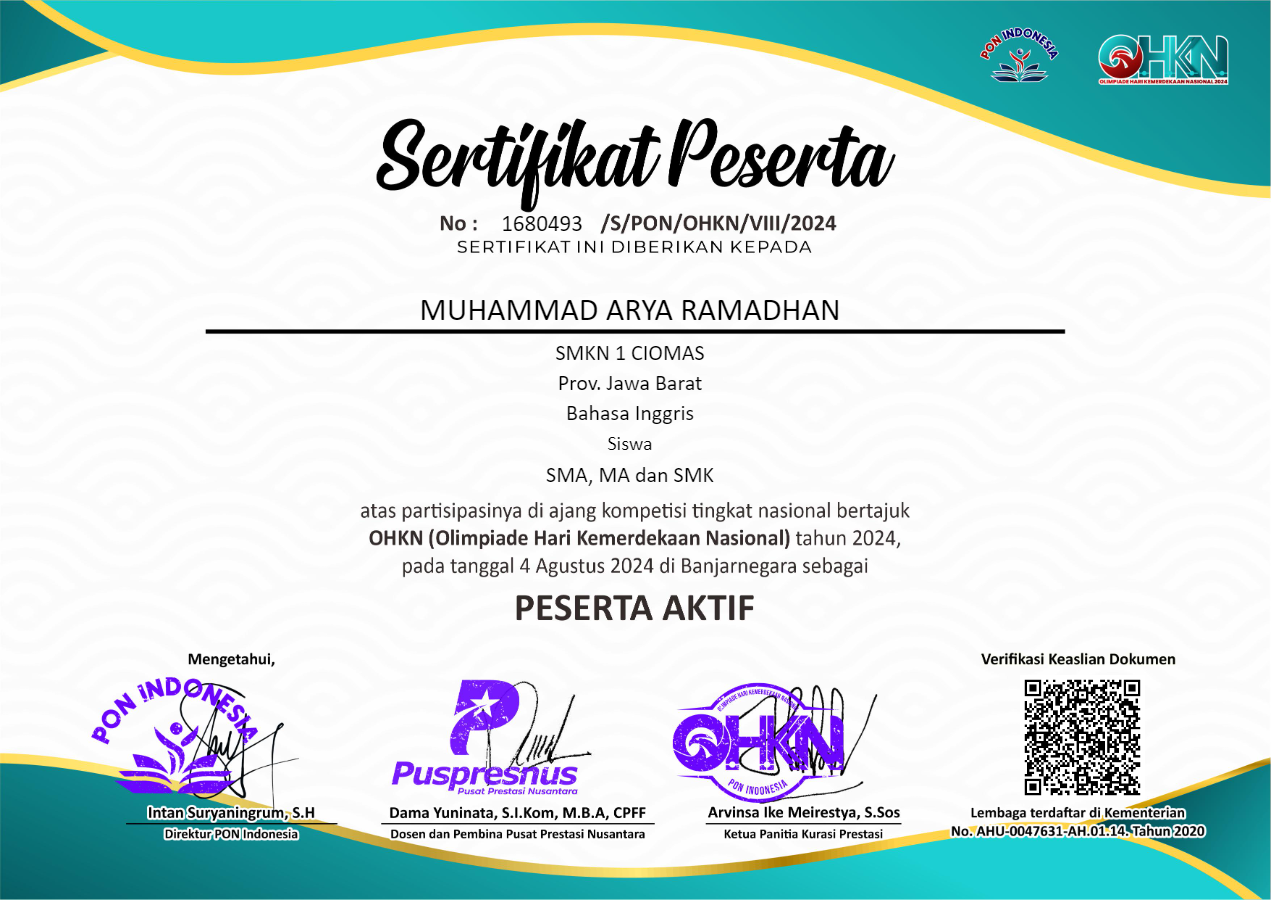 PON INDONESIA
OHKN
OLIMPIADE HARI KEMERDEKAAN NASIONAL 2024
Sertifikat Peserta
No : 1680493 /S/PON/OHKN/VIII/2024
SERTIFIKAT INI DIBERIKAN KEPADA
MUHAMMAD ARYA RAMADHAN
SMKN 1 CIOMAS
Prov. Jawa Barat
Bahasa Inggris
Siswa
SMA, MA dan SMK
atas partisipasinya di ajang kompetisi tingkat nasional bertajuk
OHKN (Olimpiade Hari Kemerdekaan Nasional) tahun 2024,
pada tanggal 4 Agustus 2024 di Banjarnegara sebagai
PESERTA AKTIF
Mengetahui,
PON INDONESIA
Intan Suryaningrum, S.H
Direktur PON Indonesia
P
Puspresnus
Pusat Prestasi Nusantara
Dama Yuninata, S.I.Kom, M.B.A, CPFF
Dosen dan Pembina Pusat Prestasi Nusantara
OLIMPIADE HARI KEMERDEKAAN NASIONAL
OHKN
PON INDONESIA
Arvinsa Ike Meirestya, S.Sos
Ketua Panitia Kurasi Prestasi
Verifikasi Keaslian Dokumen
Lembaga terdaftar di Kementerian
No. AHU-0047631-AH.01.14. Tahun 2020